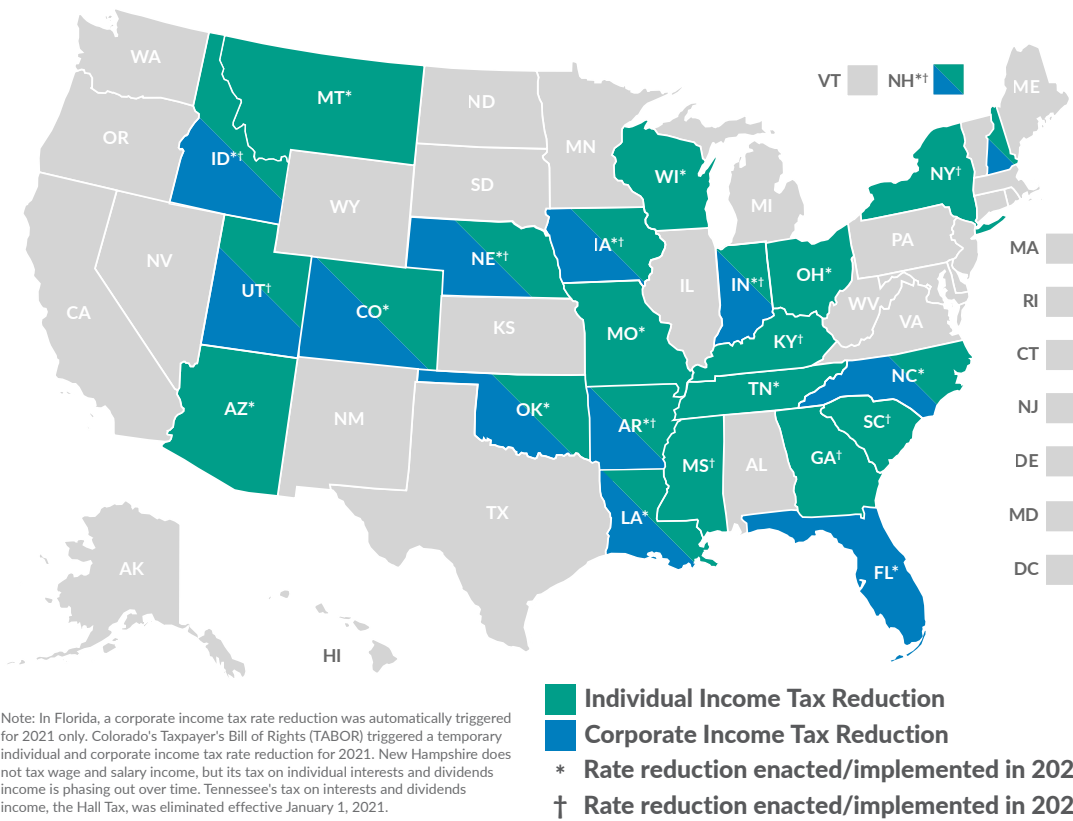 WA
MT*
ND
MN
VT
NH*†
ME
OR
ID*†
SD
WI*
MI
NY†
WY
NE*†
IA*†
PA
MA
NV
UT†
CO*
IL
IN*†
OH*
WV
VA
RI
CA
KS
MO*
KY†
CT
AZ*
NM
OK*
AR*†
TN*
NC*
NJ
SC†
MS†
AL
GA†
DE
TX
LA*
MD
AK
FL*
DC
HI
Individual Income Tax Reduction
Corporate Income Tax Reduction
* Rate reduction enacted/implemented in 202
† Rate reduction enacted/implemented in 202
Note: In Florida, a corporate income tax rate reduction was automatically triggered
for 2021 only. Colorado's Taxpayer's Bill of Rights (TABOR) triggered a temporary
individual and corporate income tax rate reduction for 2021. New Hampshire does
not tax wage and salary income, but its tax on individual interests and dividends
income is phasing out over time. Tennessee's tax on interests and dividends
income, the Hall Tax, was eliminated effective January 1, 2021.